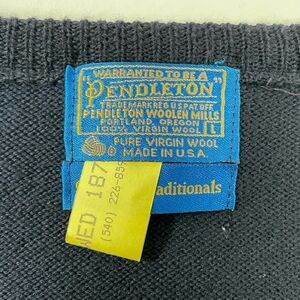 WARRANTED TO BE A
"PENDLETON"
TRADE MARK REG U S PAT OFF
PENDLETON WOOLEN MILLS
PORTLAND, OREGON
100% VIRGIN WOOL L
PURE VIRGIN WOOL
MADE IN U.S.A.
aditionals
WED 187
(540) 226-85